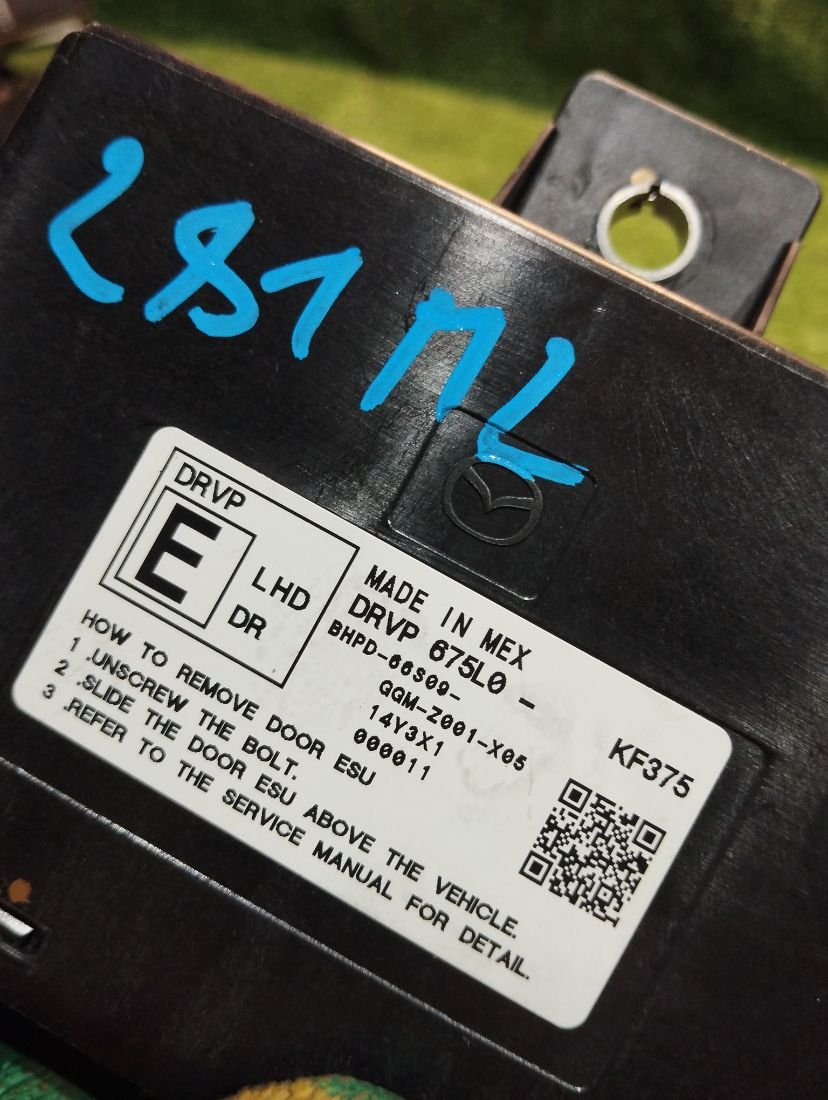 281 ML
DRVP
E
LHD
DR
MADE IN MEX
DRVP 675L0 -
BHPD-66S09-
GGM-Z001-X05
14Y3X1
000011
KF375
HOW TO REMOVE DOOR ESU
1 .UNSCREW THE BOLT.
2 .SLIDE THE DOOR ESU ABOVE THE VEHICLE.
3 .REFER TO THE SERVICE MANUAL FOR DETAIL.